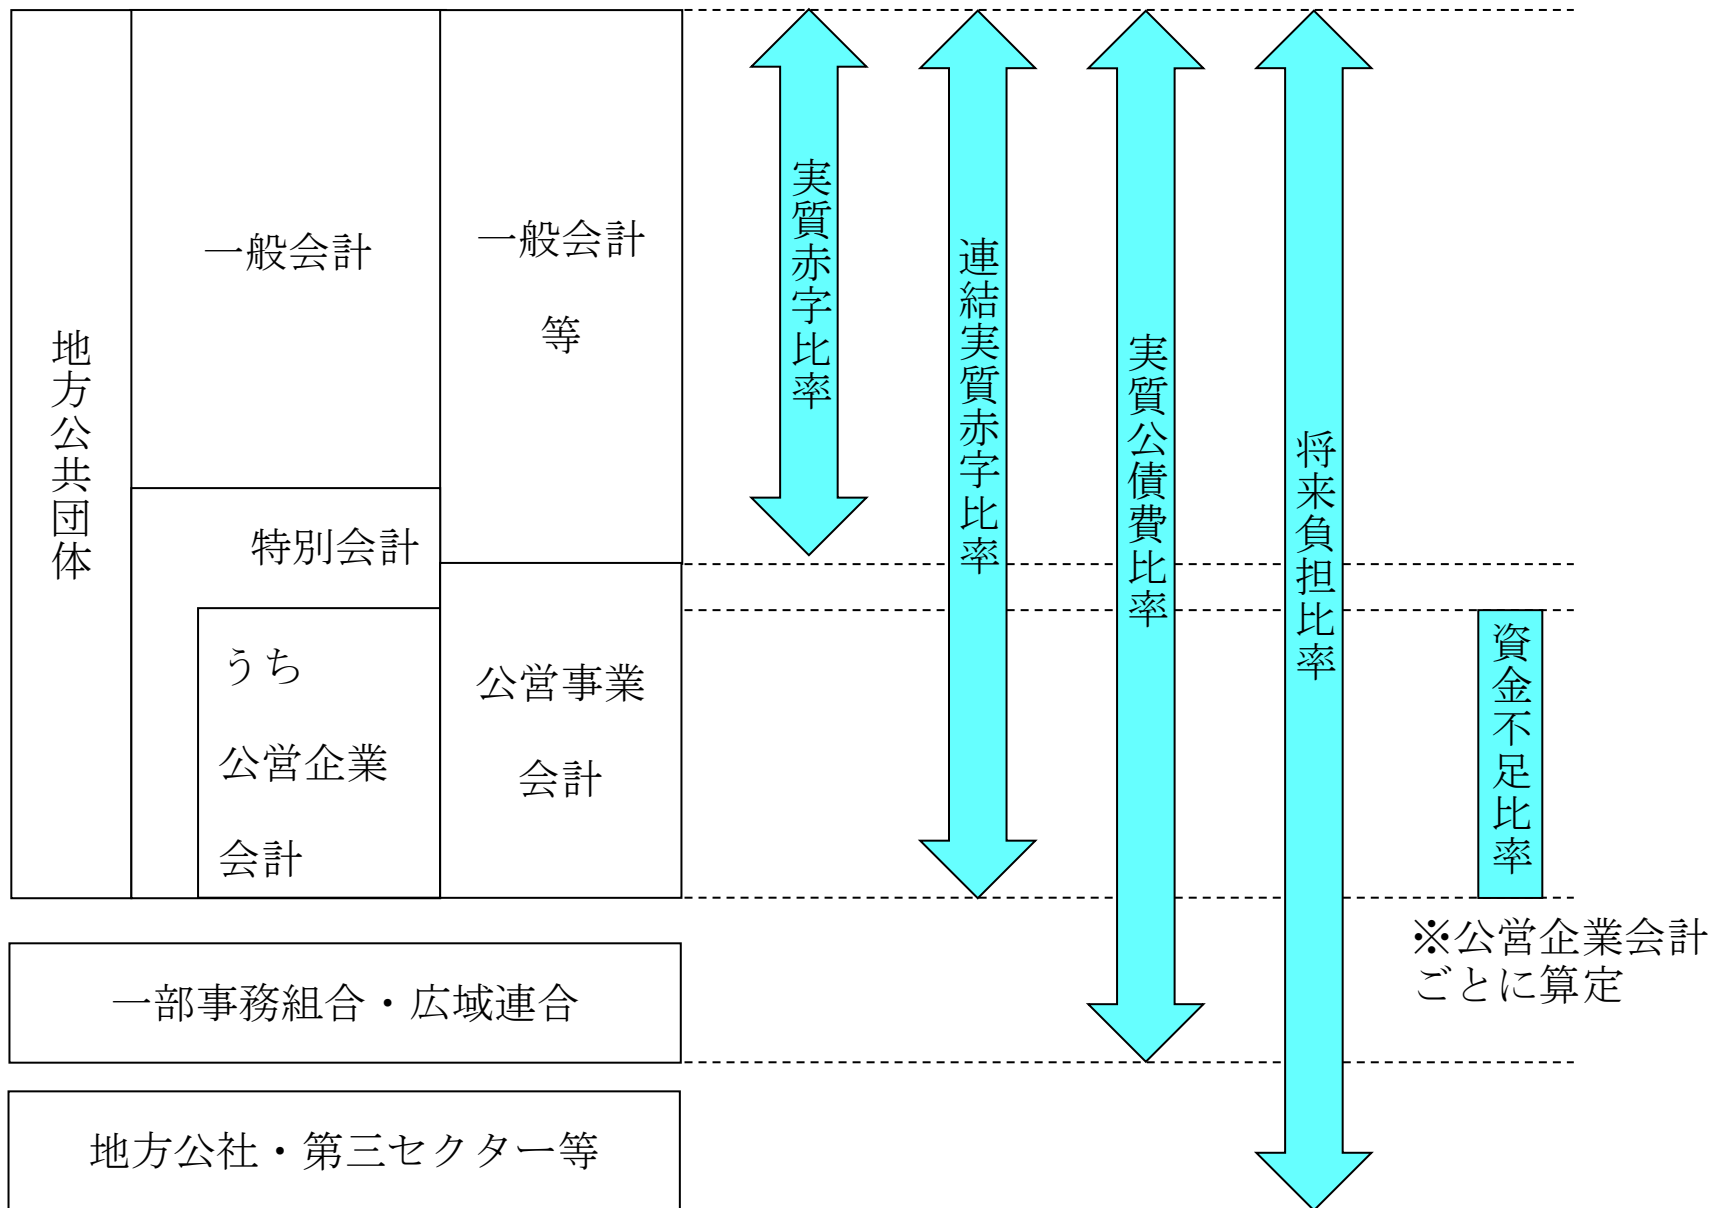 地方公共団体
一般会計
特別会計
うち
公営企業
会計
一般会計
等
公営事業
会計
一部事務組合・広域連合
地方公社・第三セクター等
実質赤字比率
連結実質赤字比率
実質公債費比率
将来負担比率
資金不足比率
※公営企業会計
ごとに算定